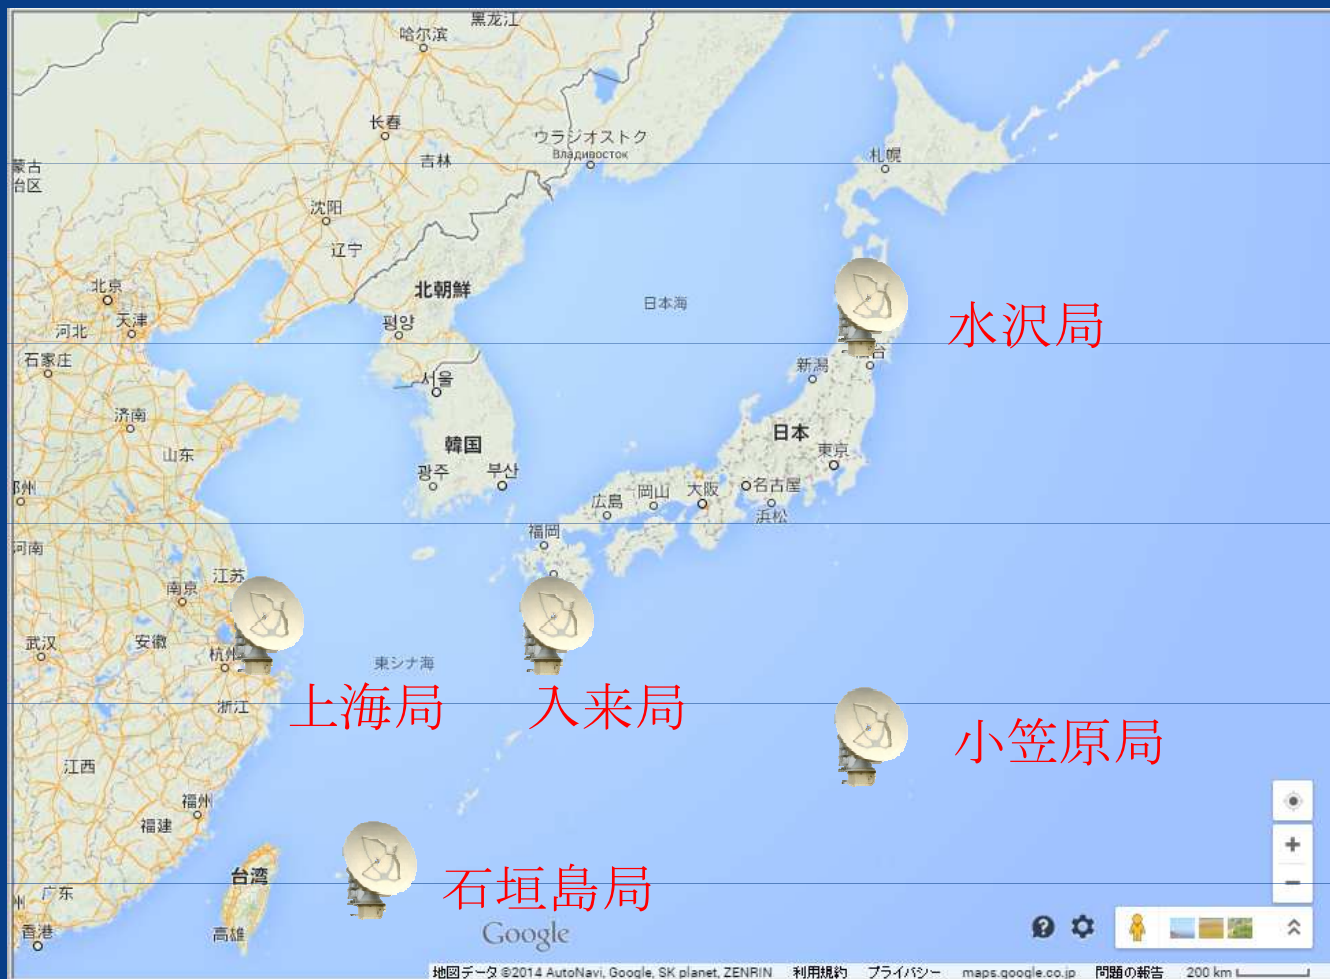 黑龙江
哈尔滨
长春
ウラジオストク
Владивосток
吉林
札幌
蒙古
治区
沈阳
辽宁
北京
北朝鮮
日本海
水沢局
天津
河北
평양
石家庄
新潟
서울
济南
韩国
日本
东京
山东
광주
부산
岡山
大阪
名古屋
広島
浜松
福岡
河南
江苏
南京
武汉
安徽
杭州
東シナ海
上海局
入来局
浙江
小笠原局
江西
福州
福建
台湾
石垣島局
广东
香港
高雄
Google
地図データ ©2014 AutoNavi, Google, SK planet, ZENRIN 利用規約 プライバシー maps.google.co.jp 問題の報告 200 km